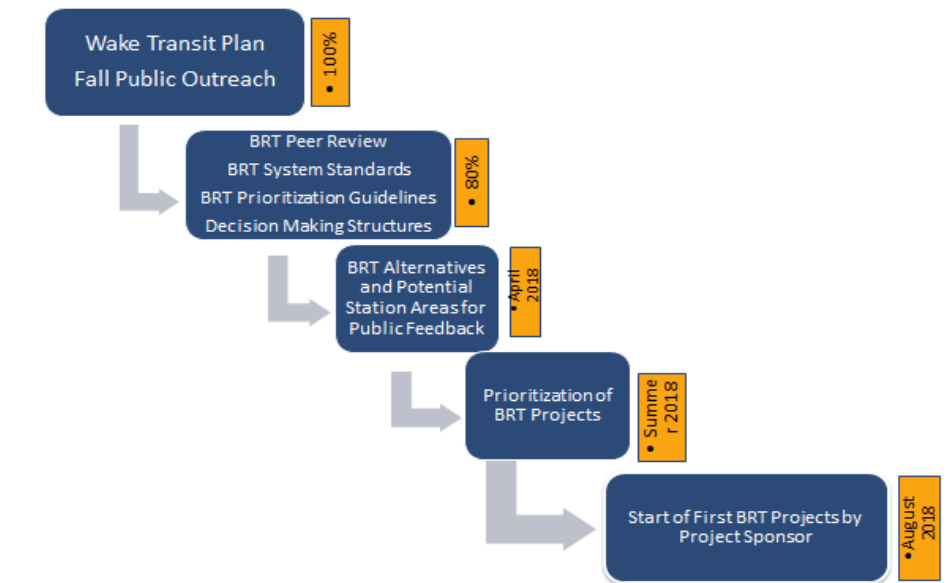 Wake Transit Plan
Fall Public Outreach
• 100%
BRT Peer Review
BRT System Standards
BRT Prioritization Guidelines
Decision Making Structures
• 80%
BRT Alternatives
and Potential
Station Areas for
Public Feedback
• April
2018
Prioritization of
BRT Projects
• Summe
r 2018
Start of First BRT Projects by
Project Sponsor
• August
2018